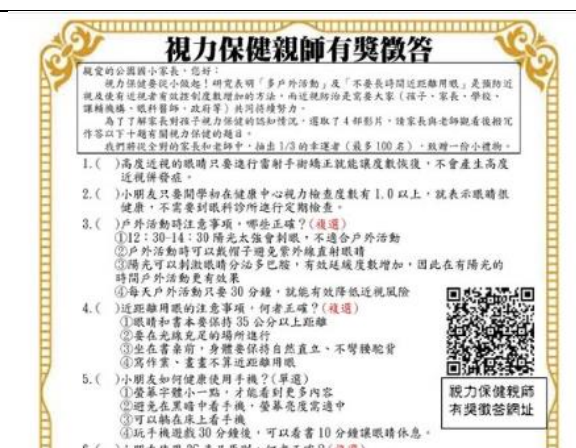 視力保健親師有獎徵答
親愛的公園國小家長，您好：
視力保健要從小做起！研究表明「多戶外活動」及「不要長時間近距離用眼」是預防近
視及後有近視者有效控制度數增加的方法，而近視防治是需要大家（孩子、家長、學校、
課輔機構、眼科醫師、政府等）共同持續努力。
為了了解家長對孩子視力保健的認知情況，選取了4部影片，請家長與老師觀看後撰寫
作答以下十題有關視力保健的題目。
我們將從全對的家長和老師中，抽出1/3的幸運者（最多100名），致贈一份小禮物。
1.( )高度近視的眼睛只要進行雷射手術矯正就能讓度數恢復，不會產生高度
近視併發症。
2.( )小朋友只要開學初在健康中心視力檢查度數有1.0以上，就表示眼睛很
健康，不需要到眼科診所進行定期檢查。
3.( )戶外活動時注意事項，哪些正確？(複選)
①12：30-14：30陽光太強會刺眼，不適合戶外活動
②戶外活動時可以戴帽子避免紫外線直射眼睛
③陽光可以刺激眼睛分泌多巴胺，有效延緩度數增加，因此在有陽光的
時間戶外活動更有效果
④每天戶外活動只要30分鐘，就能有效降低近視風險
4.( )近距離用眼的注意事項，何者正確？(複選)
①眼睛和書本要保持35公分以上距離
②要在光線充足的場所進行
③坐在書桌前，身體要保持自然直立、不彎腰駝背
④寫作業、畫畫不算近距離用眼
5.( )小朋友如何健康使用手機？(單選)
①螢幕字體小一點，才能看到更多內容
②避免在黑暗中看手機，螢幕亮度需適中
③可以躺在床上看手機
④玩手機遊戲30分鐘後，可以看書10分鐘讓眼睛休息。
視力保健親師
有獎徵答網址